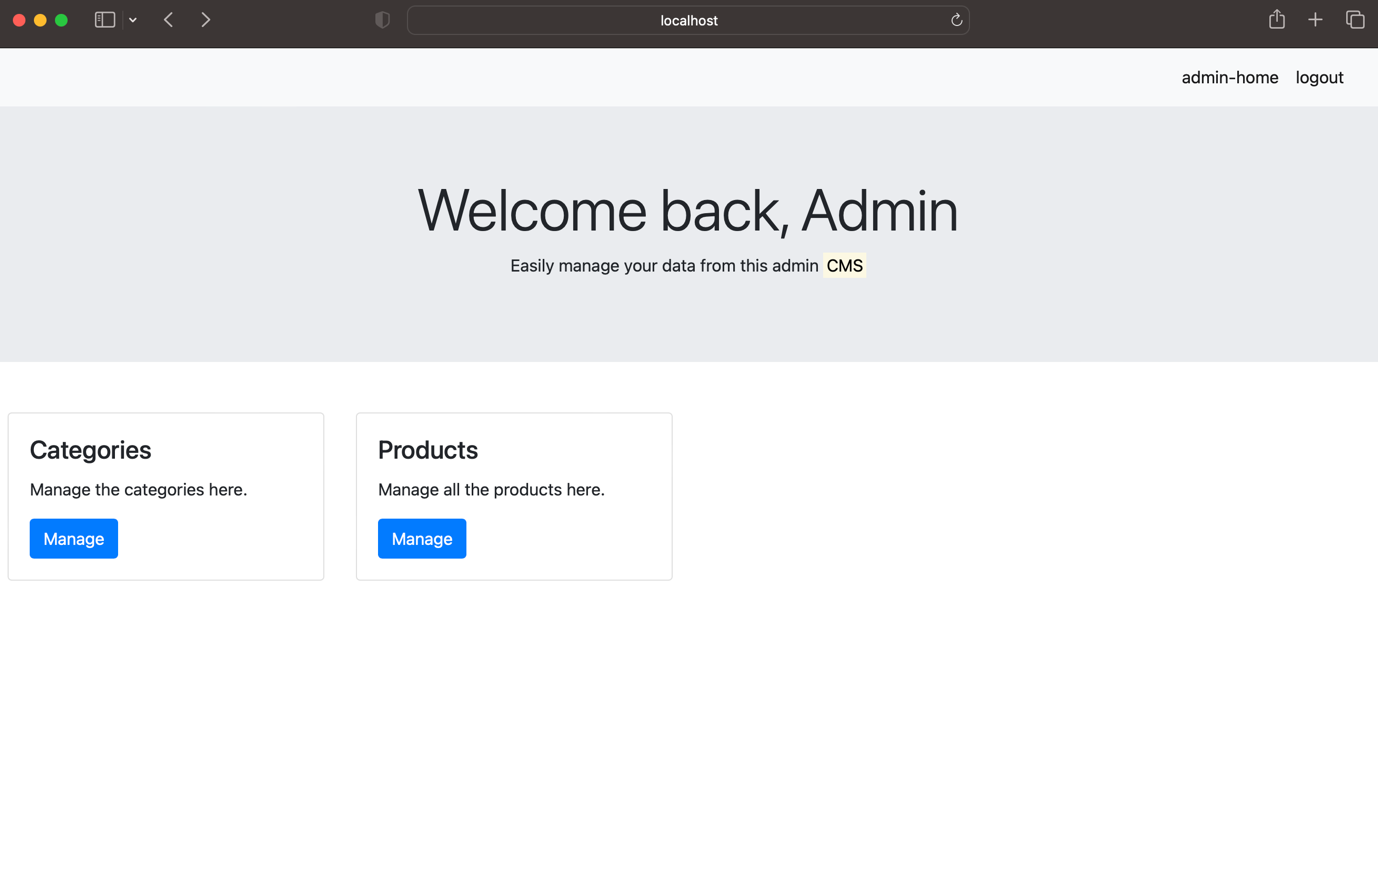 localhost
admin-home logout
Welcome back, Admin
Easily manage your data from this admin CMS
Categories
Manage the categories here.
Manage
Products
Manage all the products here.
Manage